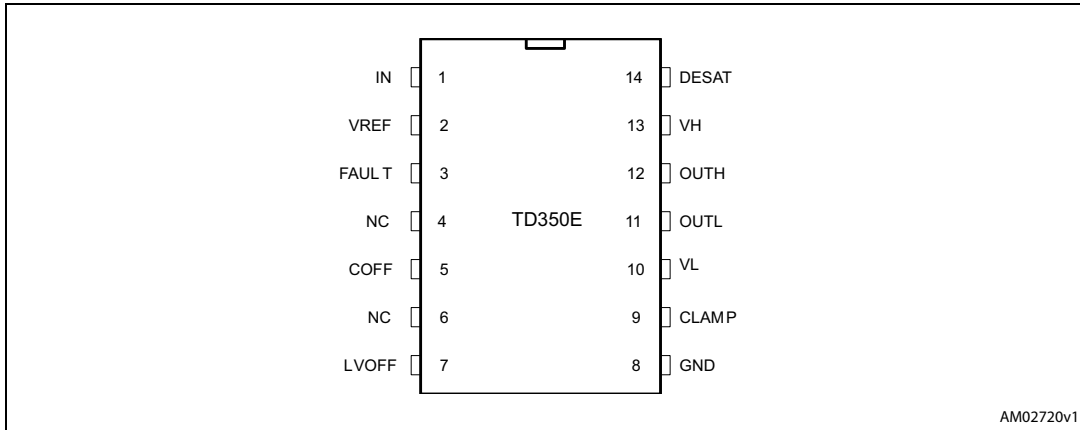 IN 1 14 DESAT
VREF 2 13 VH
FAULT 3 12 OUTH
NC 4 TD350E 11 OUTL
COFF 5 10 VL
NC 6 9 CLAMP
LVOFF 7 8 GND
AM02720v1